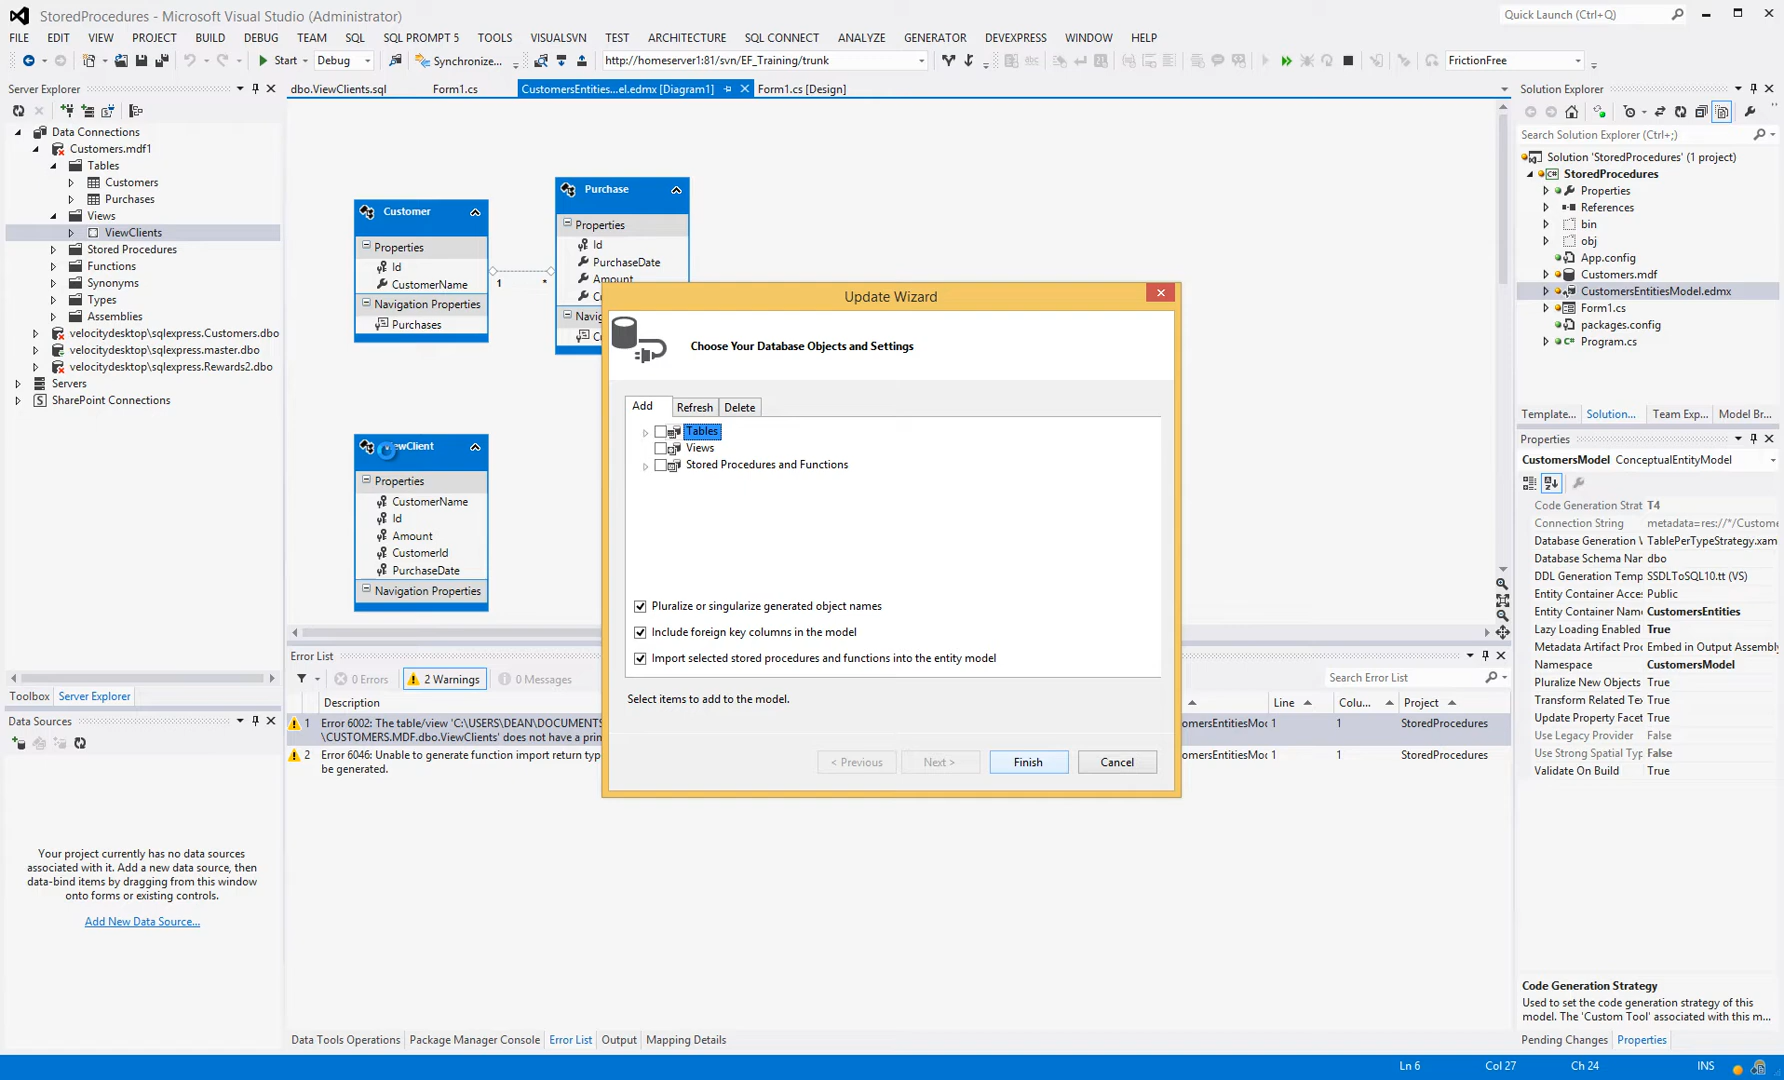 StoredProcedures - Microsoft Visual Studio (Administrator)
Quick Launch (Ctrl+Q)
FILE EDIT VIEW PROJECT BUILD DEBUG TEAM SQL SQL PROMPT 5 TOOLS VISUALSVN TEST ARCHITECTURE SQL CONNECT ANALYZE GENERATOR DEVEXPRESS WINDOW HELP
Start Debug Synchronize... http://homeserver1:81/svn/EF_Training/trunk FrictionFree
Server Explorer
Data Connections
Customers.mdf1
Tables
Customers
Purchases
Views
ViewClients
Stored Procedures
Functions
Synonyms
Types
Assemblies
velocitydesktop\sqlexpress.Customers.dbo
velocitydesktop\sqlexpress.master.dbo
velocitydesktop\sqlexpress.Rewards2.dbo
Servers
SharePoint Connections
Toolbox Server Explorer
Data Sources
Your project currently has no data sources
associated with it. Add a new data source, then
data-bind items by dragging from this window
onto forms or existing controls.
Add New Data Source...
dbo.ViewClients.sql Form1.cs CustomersEntities...el.edmx [Diagram1] Form1.cs [Design]
Customer
Properties
Id
CustomerName
Navigation Properties
Purchases
1
*
Purchase
Properties
Id
PurchaseDate
Amount
Properties
CustomerName
Id
Amount
CustomerId
PurchaseDate
Navigation Properties
Update Wizard
Choose Your Database Objects and Settings
Add Refresh Delete
Tables
Views
Stored Procedures and Functions
Pluralize or singularize generated object names
Include foreign key columns in the model
Import selected stored procedures and functions into the entity model
Select items to add to the model.
< Previous Next > Finish Cancel
Error List
0 Errors 2 Warnings 0 Messages
Search Error List
Description Line Colu... Project
1 Error 6002: The table/view 'C:\USERS\DEAN\DOCUMENTS
\CUSTOMERS.MDF.dbo.ViewClients' does not have a prin
1 1 StoredProcedures
2 Error 6046: Unable to generate function import return typ
be generated.
1 1 StoredProcedures
Data Tools Operations Package Manager Console Error List Output Mapping Details
Solution Explorer
Search Solution Explorer (Ctrl+;)
Solution 'StoredProcedures' (1 project)
StoredProcedures
Properties
References
bin
obj
App.config
Customers.mdf
CustomersEntitiesModel.edmx
Form1.cs
packages.config
Program.cs
Template... Solution... Team Exp... Model Br...
Properties
CustomersModel ConceptualEntityModel
Code Generation Strat T4
Connection String metadata=res://*/Custome
Database Generation W TablePerTypeStrategy.xam
Database Schema Nam dbo
DDL Generation Temp SSDLToSQL10.tt (VS)
Entity Container Acces Public
Entity Container Name CustomersEntities
Lazy Loading Enabled True
Metadata Artifact Proc Embed in Output Assembly
Namespace CustomersModel
Pluralize New Objects True
Transform Related Tex True
Update Property Facet True
Use Legacy Provider False
Use Strong Spatial Typ False
Validate On Build True
Code Generation Strategy
Used to set the code generation strategy of this
model. The 'Custom Tool' associated with this m...
Pending Changes Properties
Ln 6 Col 27 Ch 24 INS